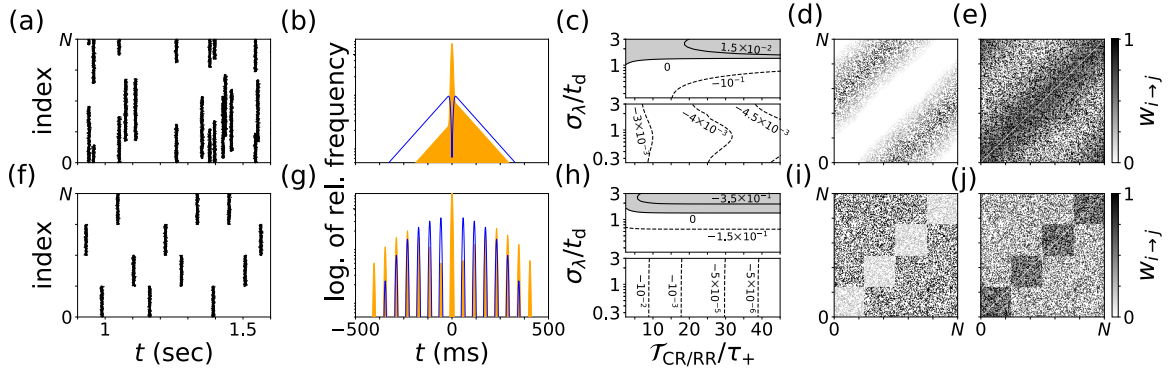 (a) (b) (c) (d) (e)
N
index
0
log. of rel. frequency
σλ/td
3
1
0.3
3
1
0.3
1.5×10⁻²
0
−10⁻¹
−3×10⁻³
−4×10⁻³
−4.5×10⁻³
N
0
1
0
Wi→j
(f) (g) (h) (i) (j)
N
index
0
1 1.5
t (sec)
−500 0 500
t (ms)
σλ/td
3
1
0.3
3
1
0.3
−3.5×10⁻¹
0
−1.5×10⁻¹
−10⁻²
−10⁻³
−5×10⁻⁵
−5×10⁻⁶
10 20 30 40
𝒯CR/RR/τ+
N
0
0 N
0 N
1
0
Wi→j